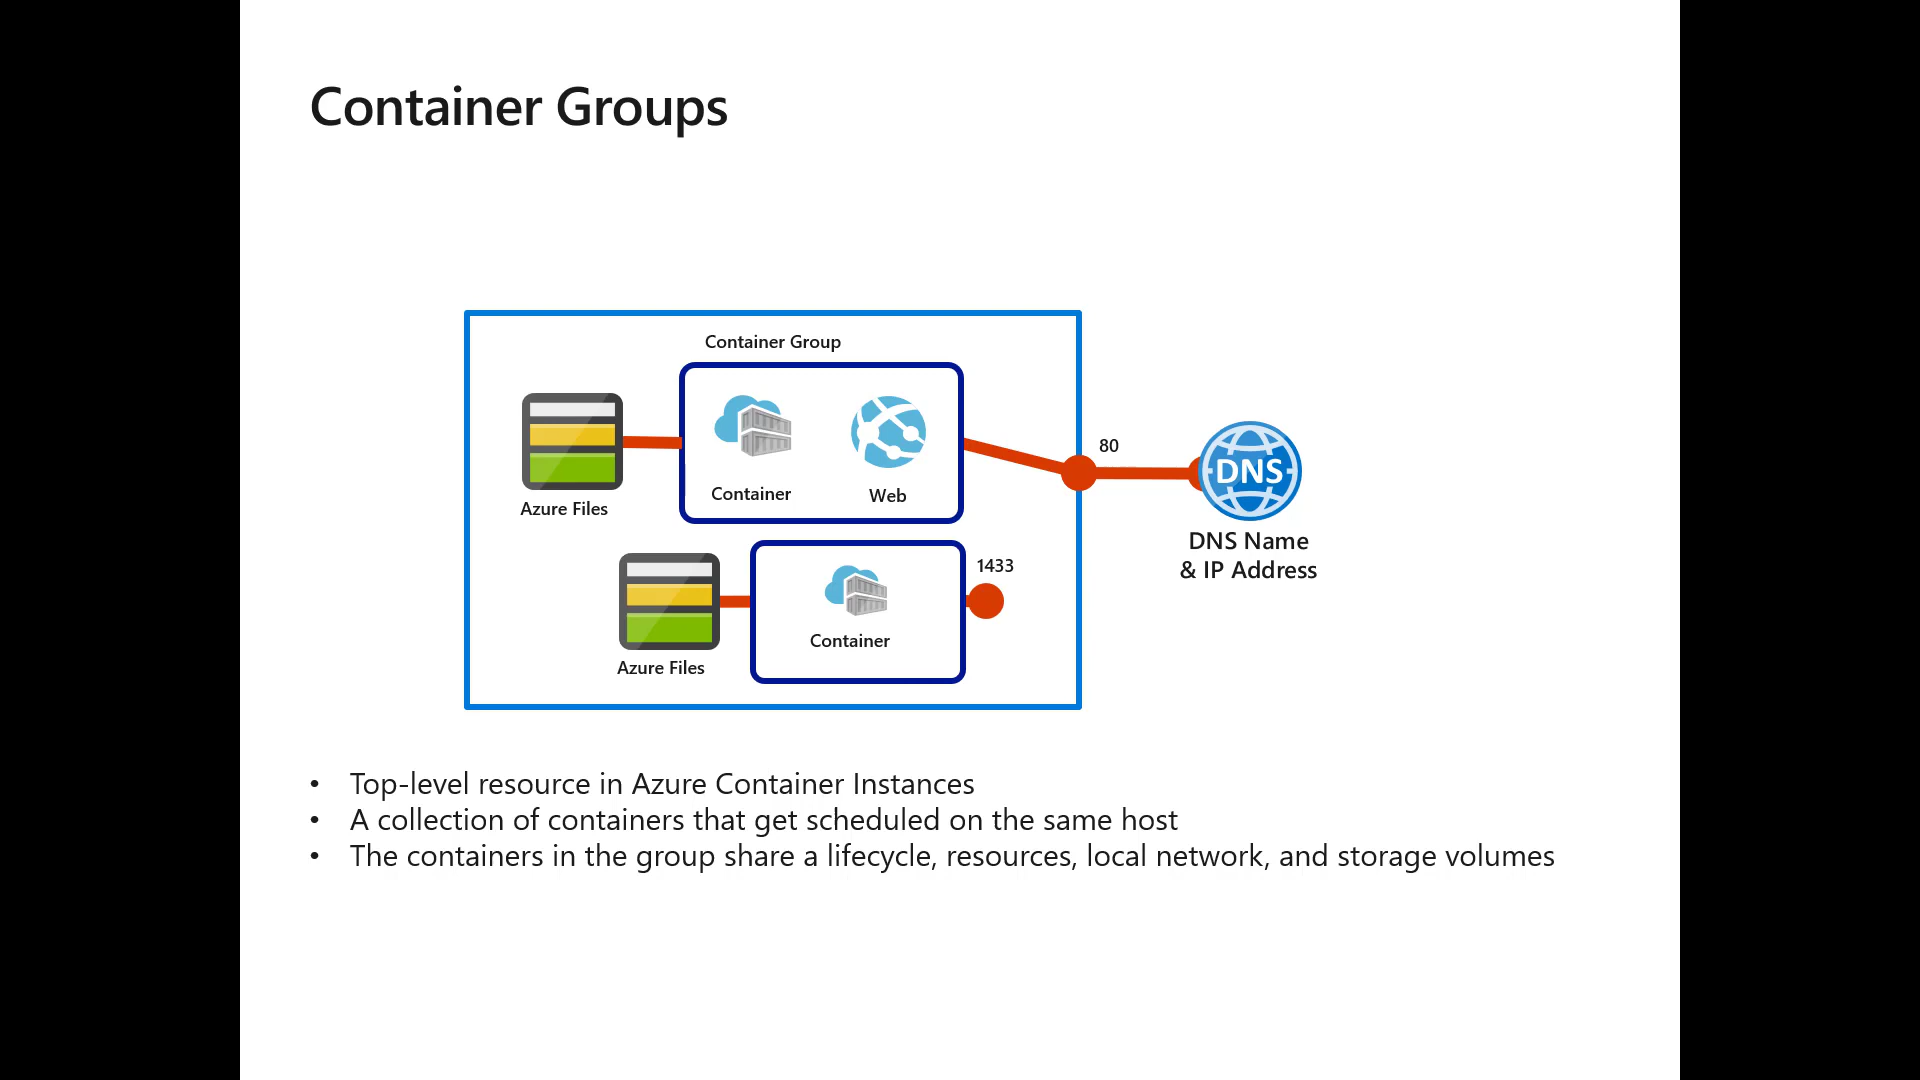 Container Groups
Container Group
Container
Web
Azure Files
80
DNS
DNS Name
& IP Address
1433
Container
Azure Files
• Top-level resource in Azure Container Instances
• A collection of containers that get scheduled on the same host
• The containers in the group share a lifecycle, resources, local network, and storage volumes